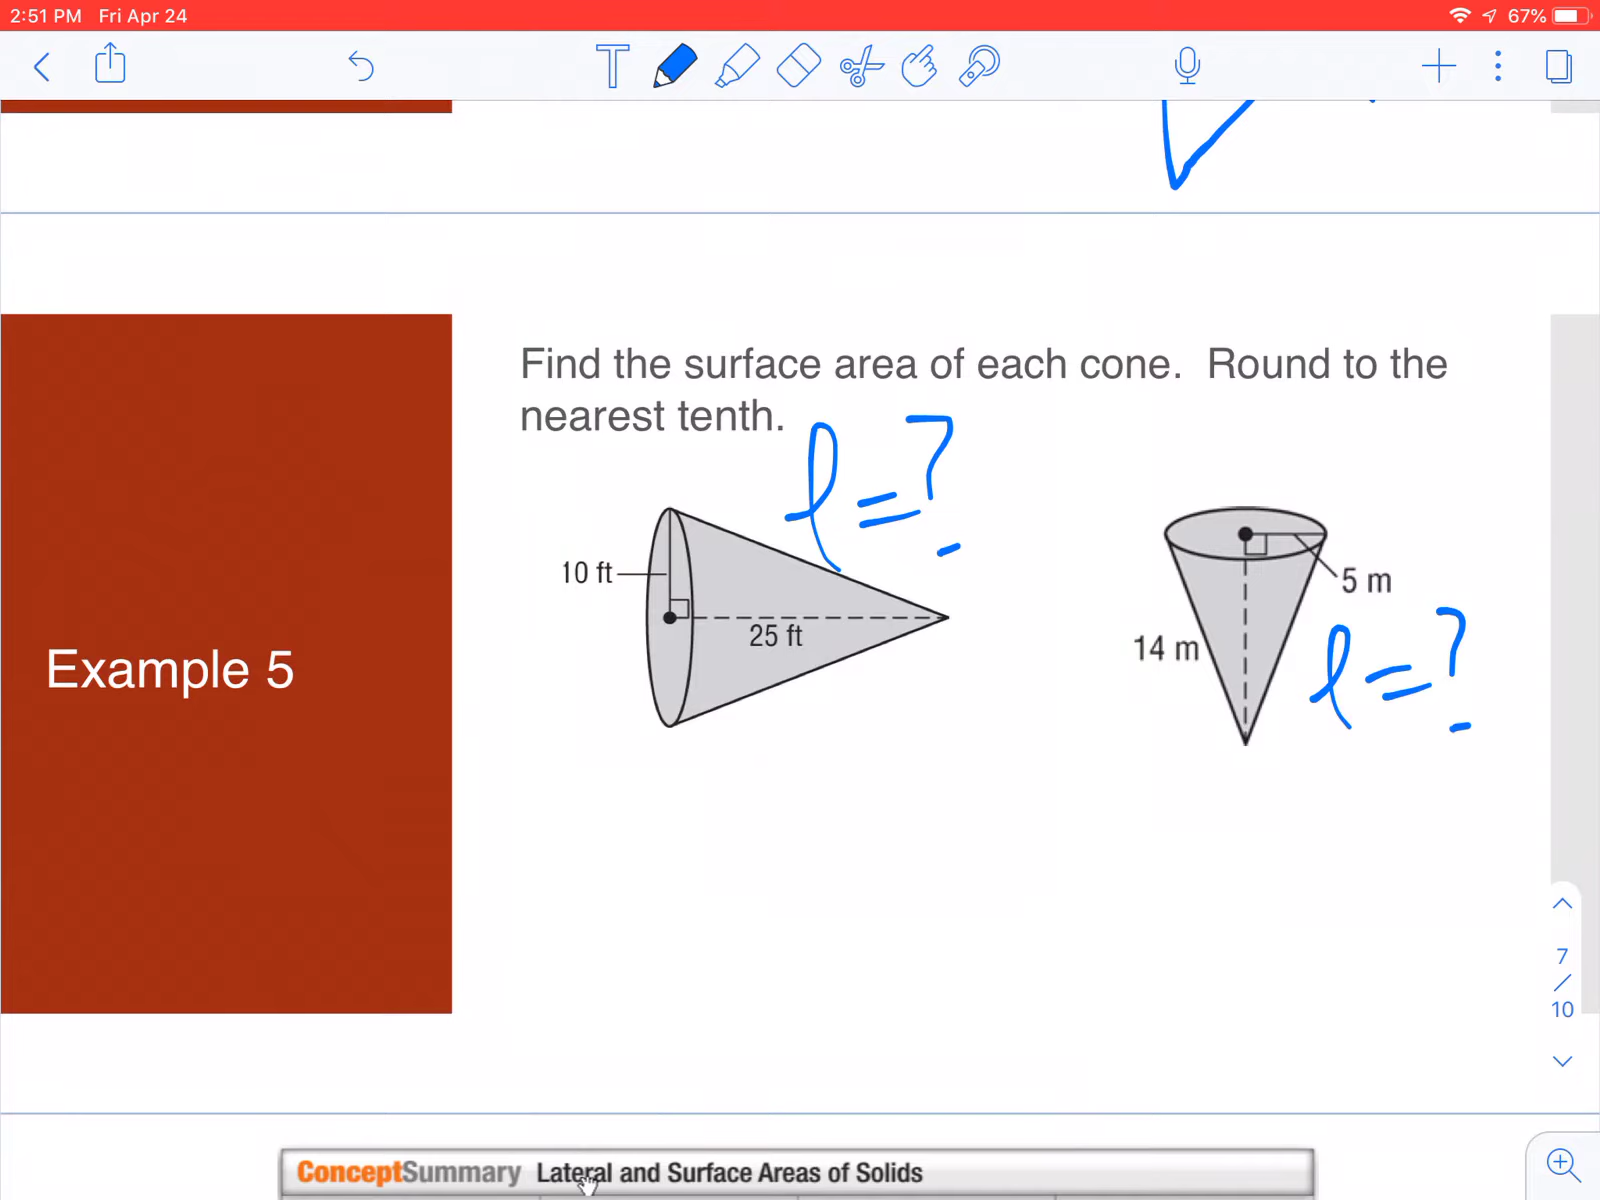 2:51 PM Fri Apr 24
67%
T
Find the surface area of each cone. Round to the
nearest tenth.
l = ?
10 ft
25 ft
5 m
14 m
l = ?
Example 5
7
/
10
ConceptSummary Lateral and Surface Areas of Solids